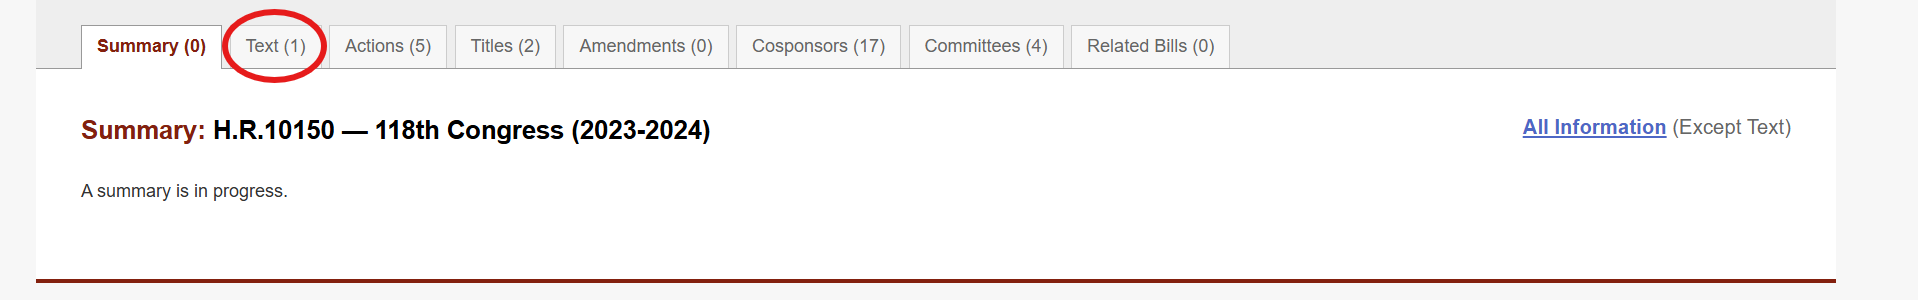 Summary (0) Text (1) Actions (5) Titles (2) Amendments (0) Cosponsors (17) Committees (4) Related Bills (0)
Summary: H.R.10150 — 118th Congress (2023-2024)
All Information (Except Text)
A summary is in progress.